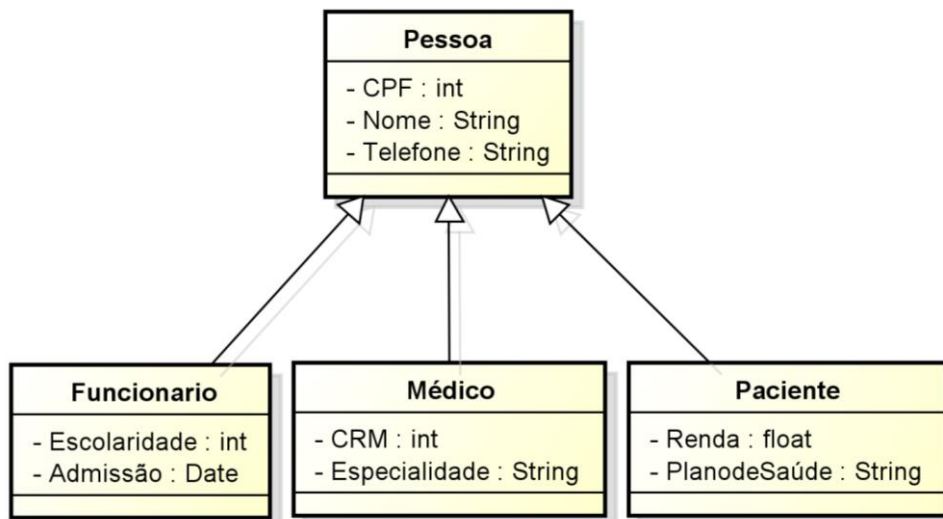 Pessoa
- CPF : int
- Nome : String
- Telefone : String
Funcionario
- Escolaridade : int
- Admissão : Date
Médico
- CRM : int
- Especialidade : String
Paciente
- Renda : float
- PlanodeSaúde : String